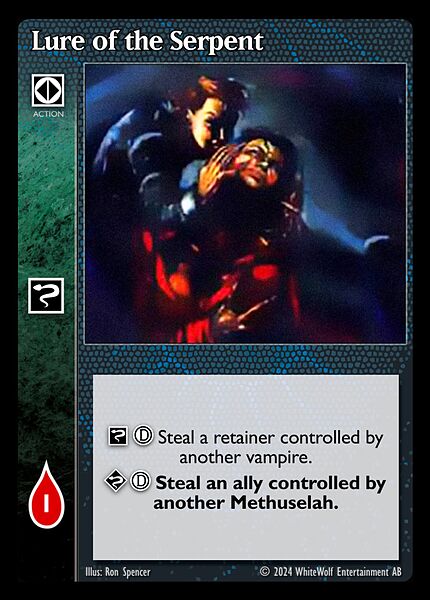 Lure of the Serpent
ACTION
D Steal a retainer controlled by
another vampire.
D Steal an ally controlled by
another Methuselah.
1
Illus: Ron Spencer
© 2024 WhiteWolf Entertainment AB